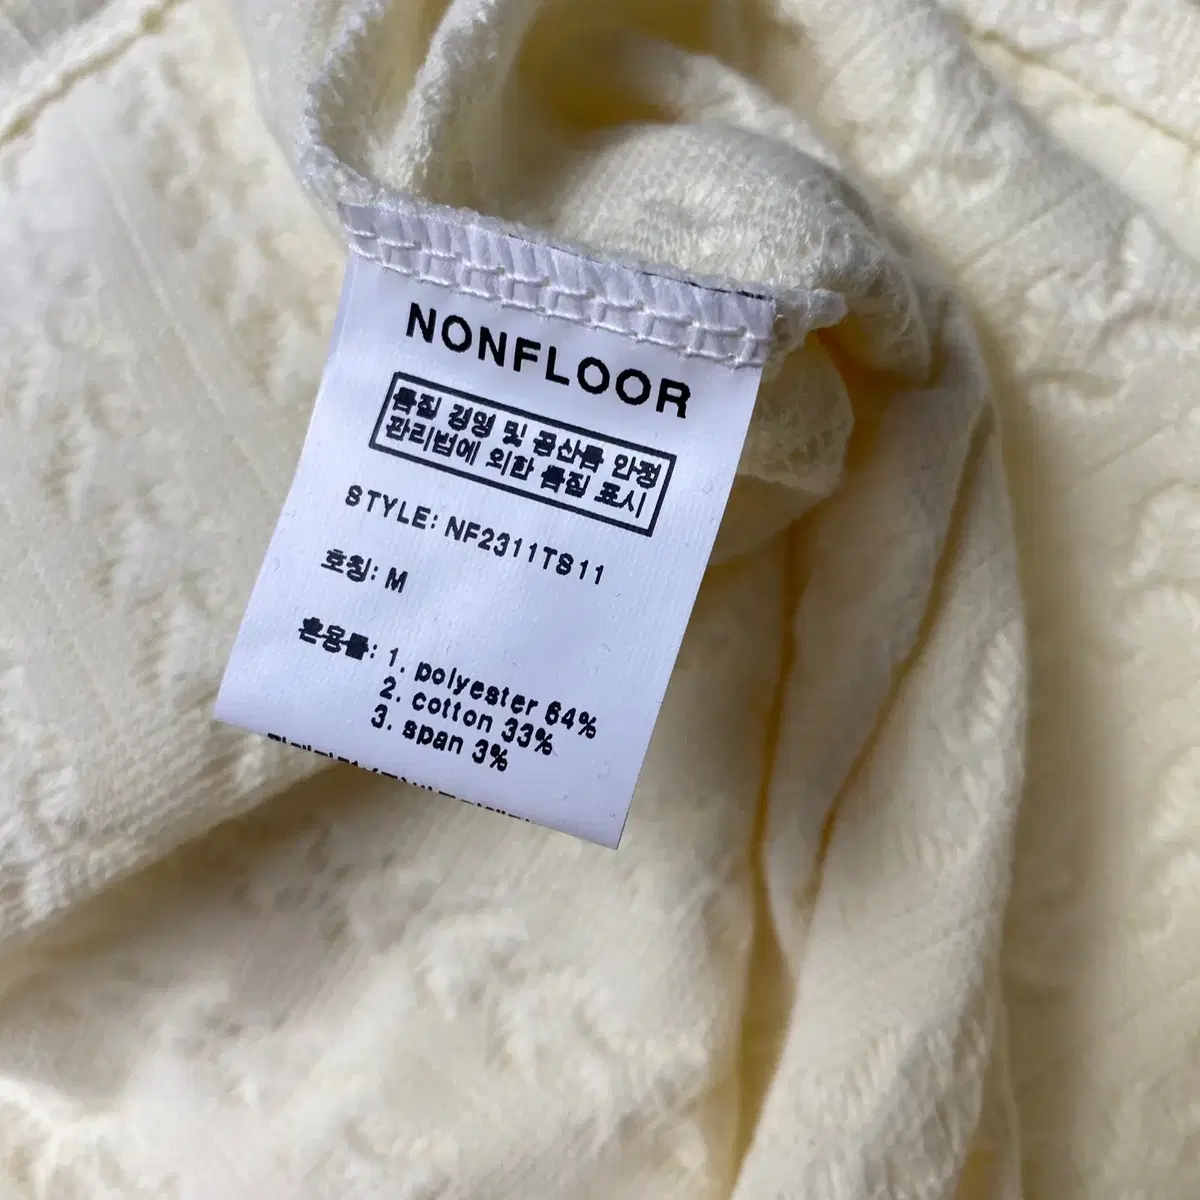 NONFLOOR
품질 경영 및 공산품 안정
관리법에 의한 품질 표시
STYLE: NF2311TS11
호칭: M
혼용률: 1. polyester 64%
2. cotton 33%
3. span 3%